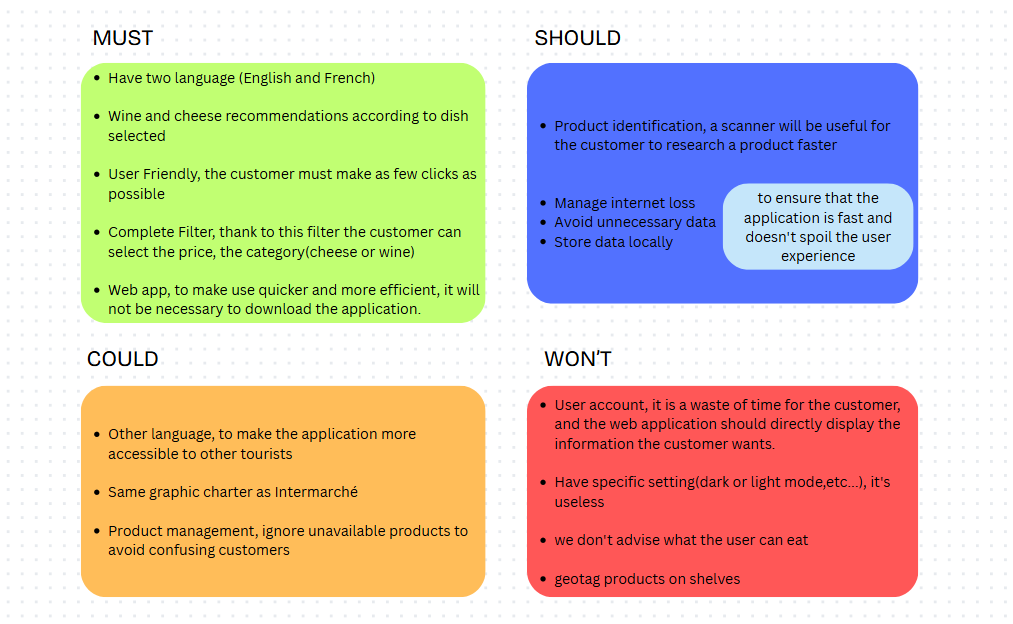 MUST
• Have two language (English and French)
• Wine and cheese recommendations according to dish
selected
• User Friendly, the customer must make as few clicks as
possible
• Complete Filter, thank to this filter the customer can
select the price, the category(cheese or wine)
• Web app, to make use quicker and more efficient, it will
not be necessary to download the application.
SHOULD
• Product identification, a scanner will be useful for
the customer to research a product faster
• Manage internet loss
• Avoid unnecessary data
• Store data locally
to ensure that the
application is fast and
doesn't spoil the user
experience
COULD
• Other language, to make the application more
accessible to other tourists
• Same graphic charter as Intermarché
• Product management, ignore unavailable products to
avoid confusing customers
WON'T
• User account, it is a waste of time for the customer,
and the web application should directly display the
information the customer wants.
• Have specific setting(dark or light mode,etc...), it's
useless
• we don't advise what the user can eat
• geotag products on shelves